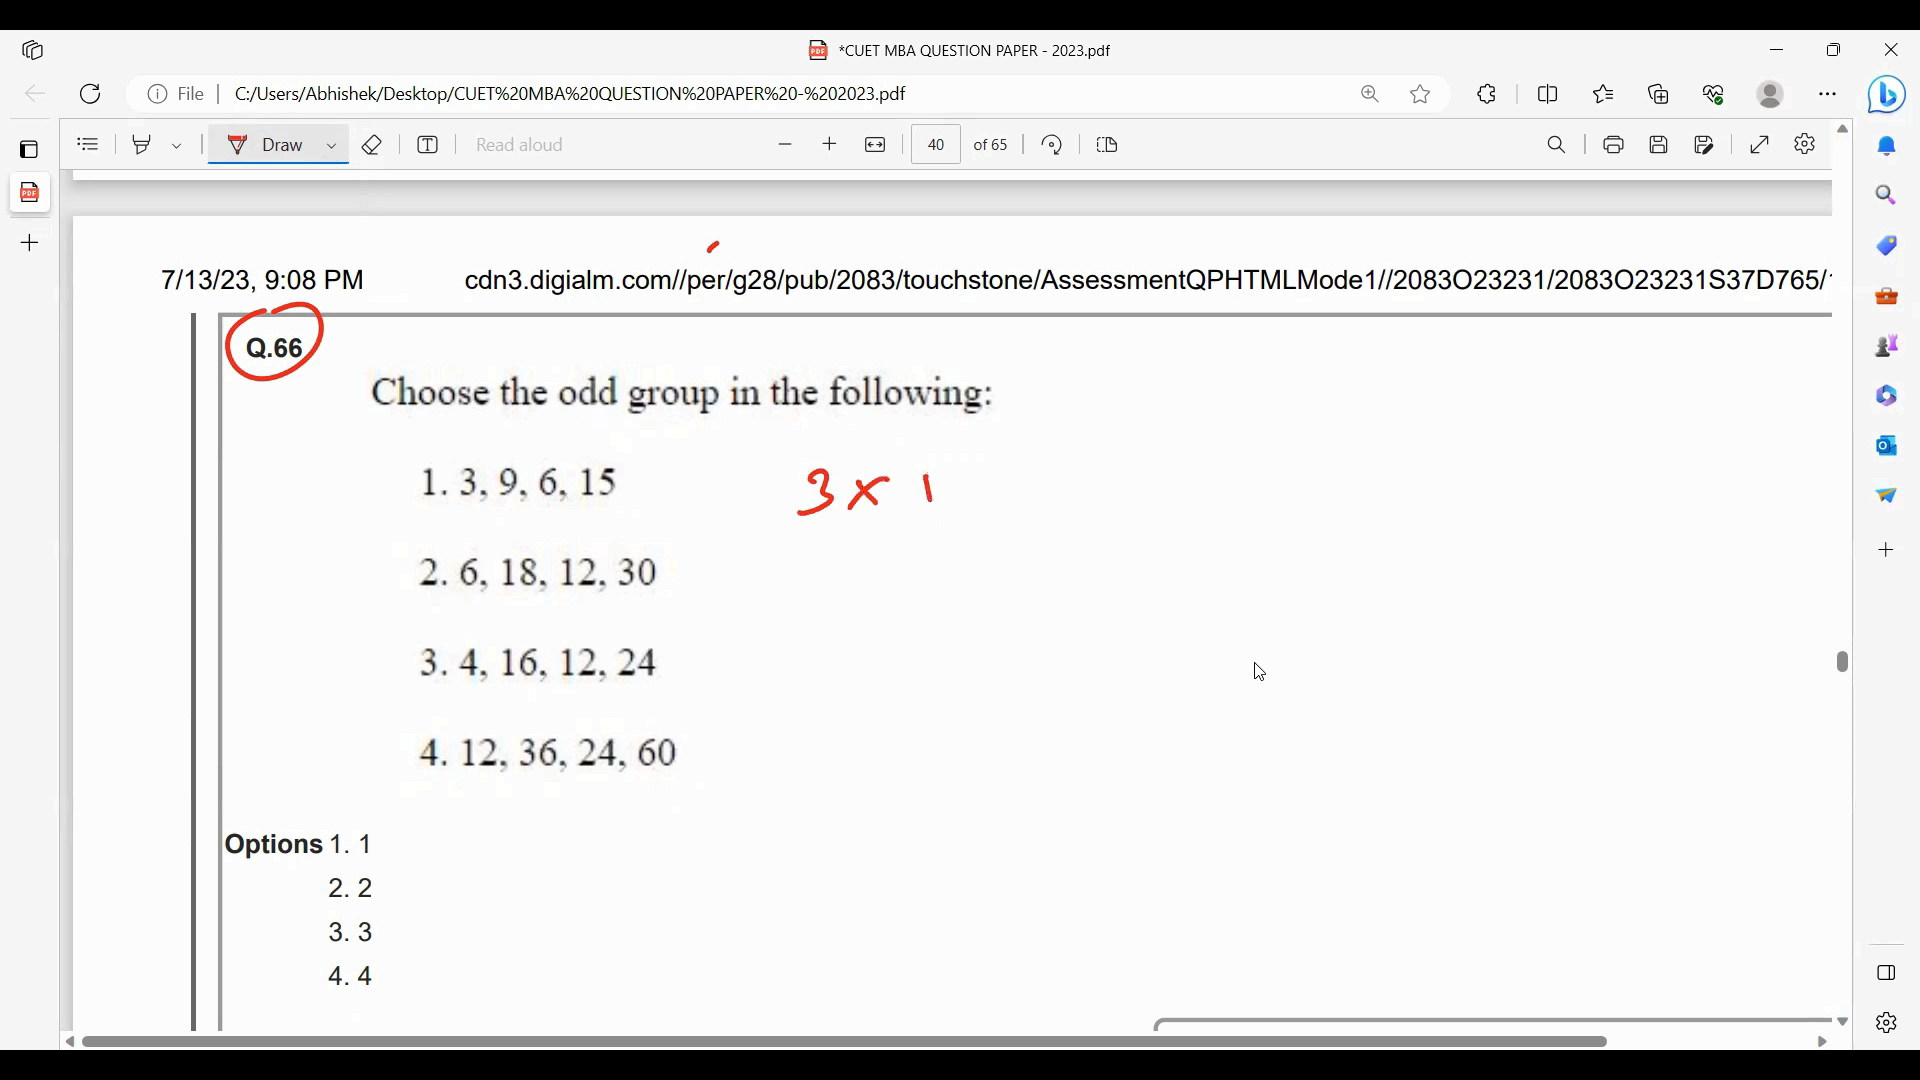 *CUET MBA QUESTION PAPER - 2023.pdf
File
C:/Users/Abhishek/Desktop/CUET%20MBA%20QUESTION%20PAPER%20-%202023.pdf
Draw
Read aloud
40 of 65
7/13/23, 9:08 PM
cdn3.digialm.com//per/g28/pub/2083/touchstone/AssessmentQPHTMLMode1//2083O23231/2083O23231S37D765/
Q.66
Choose the odd group in the following:
1. 3, 9, 6, 15
3 x 1
2. 6, 18, 12, 30
3. 4, 16, 12, 24
4. 12, 36, 24, 60
Options 1. 1
2. 2
3. 3
4. 4